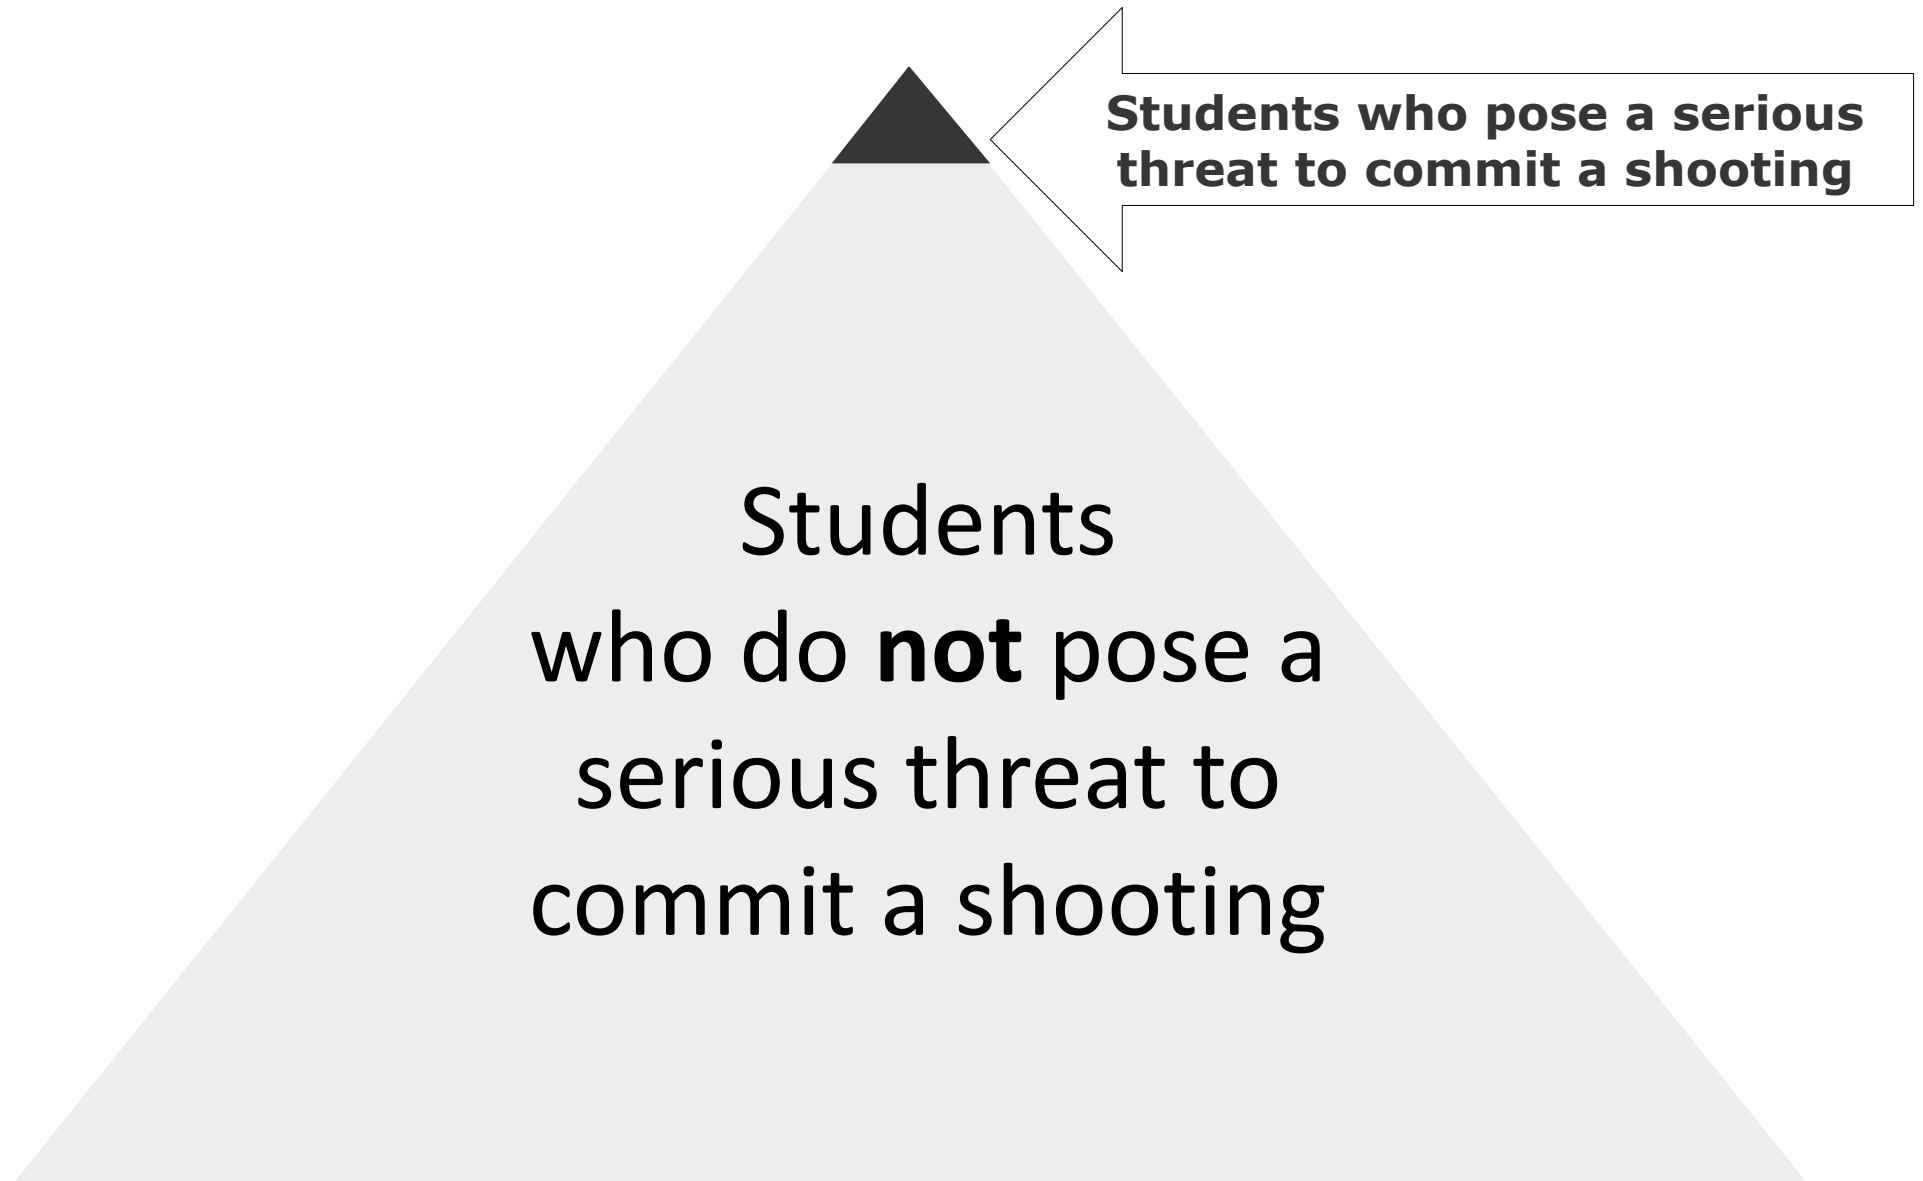 Students who pose a serious
threat to commit a shooting
Students
who do not pose a
serious threat to
commit a shooting